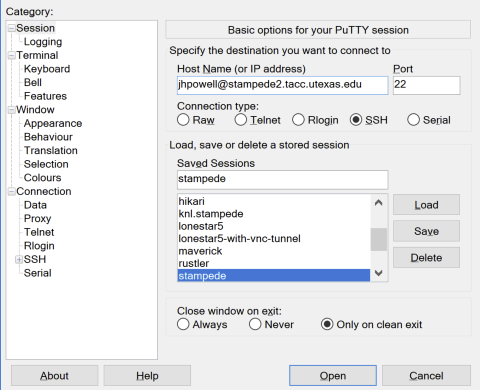 Category:
Session
Logging
Terminal
Keyboard
Bell
Features
Window
Appearance
Behaviour
Translation
Selection
Colours
Connection
Data
Proxy
Telnet
Rlogin
SSH
Serial
Basic options for your PuTTY session
Specify the destination you want to connect to
Host Name (or IP address) Port
jhpowell@stampede2.tacc.utexas.edu 22
Connection type:
Raw Telnet Rlogin SSH Serial
Load, save or delete a stored session
Saved Sessions
stampede
hikari
knl.stampede
lonestar5
lonestar5-with-vnc-tunnel
maverick
rustler
stampede
Load
Save
Delete
Close window on exit:
Always Never Only on clean exit
About Help Open Cancel